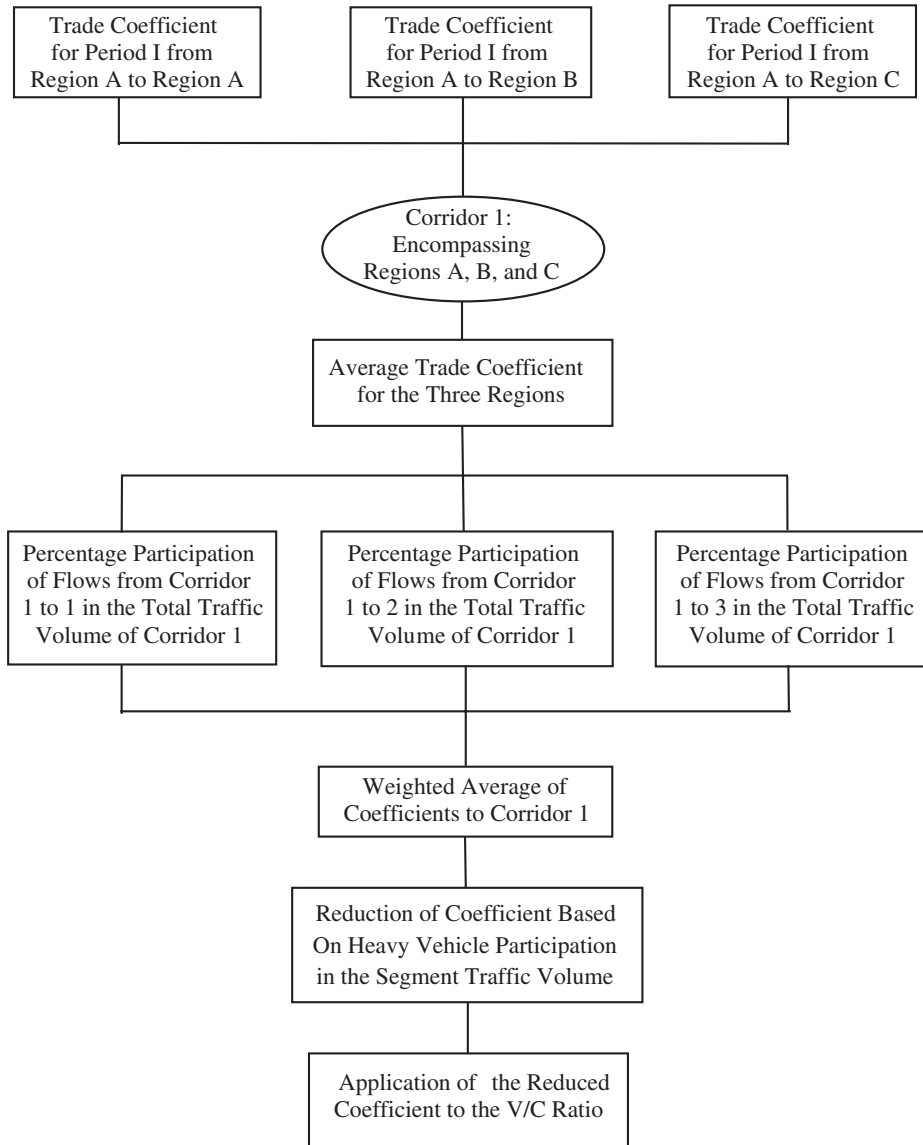 Trade Coefficient
for Period I from
Region A to Region A
Trade Coefficient
for Period I from
Region A to Region B
Trade Coefficient
for Period I from
Region A to Region C
Corridor 1:
Encompassing
Regions A, B, and C
Average Trade Coefficient
for the Three Regions
Percentage Participation
of Flows from Corridor
1 to 1 in the Total Traffic
Volume of Corridor 1
Percentage Participation
of Flows from Corridor
1 to 2 in the Total Traffic
Volume of Corridor 1
Percentage Participation
of Flows from Corridor
1 to 3 in the Total Traffic
Volume of Corridor 1
Weighted Average of
Coefficients to Corridor 1
Reduction of Coefficient Based
On Heavy Vehicle Participation
in the Segment Traffic Volume
Application of the Reduced
Coefficient to the V/C Ratio